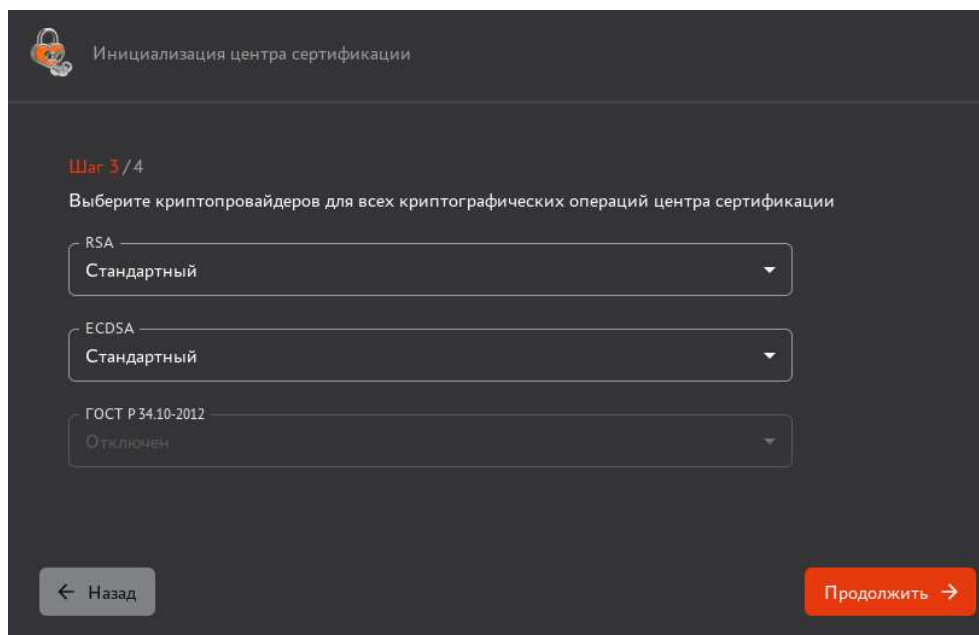 Инициализация центра сертификации
Шаг 3/4
Выберите криптопровайдеров для всех криптографических операций центра сертификации
RSA
Стандартный
ECDSA
Стандартный
ГОСТ Р 34.10-2012
Отключен
← Назад
Продолжить →